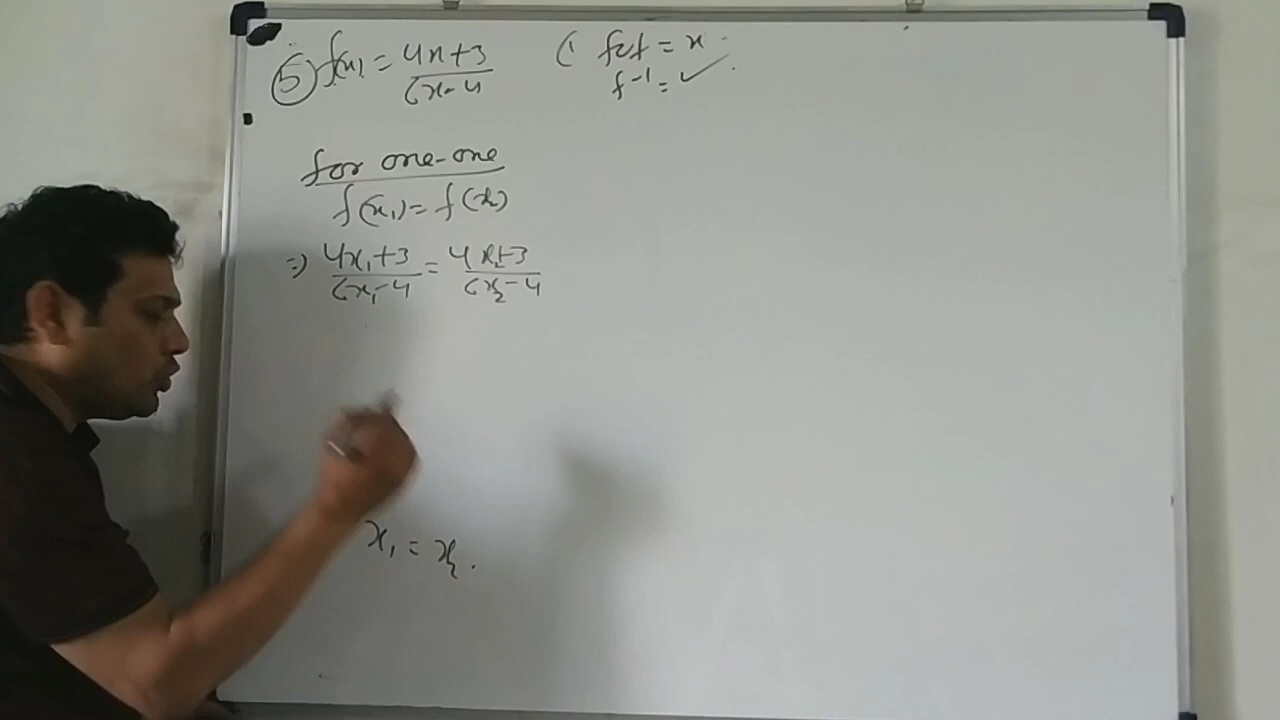 ⑤ f(x) = (4x+3)/(6x-4) (1 fof = x.
f⁻¹ = ✓.
for one-one
f(x₁) = f(x₂)
⇒) (4x₁+3)/(6x₁-4) = (4x₂+3)/(6x₂-4)
x₁ = x₂.